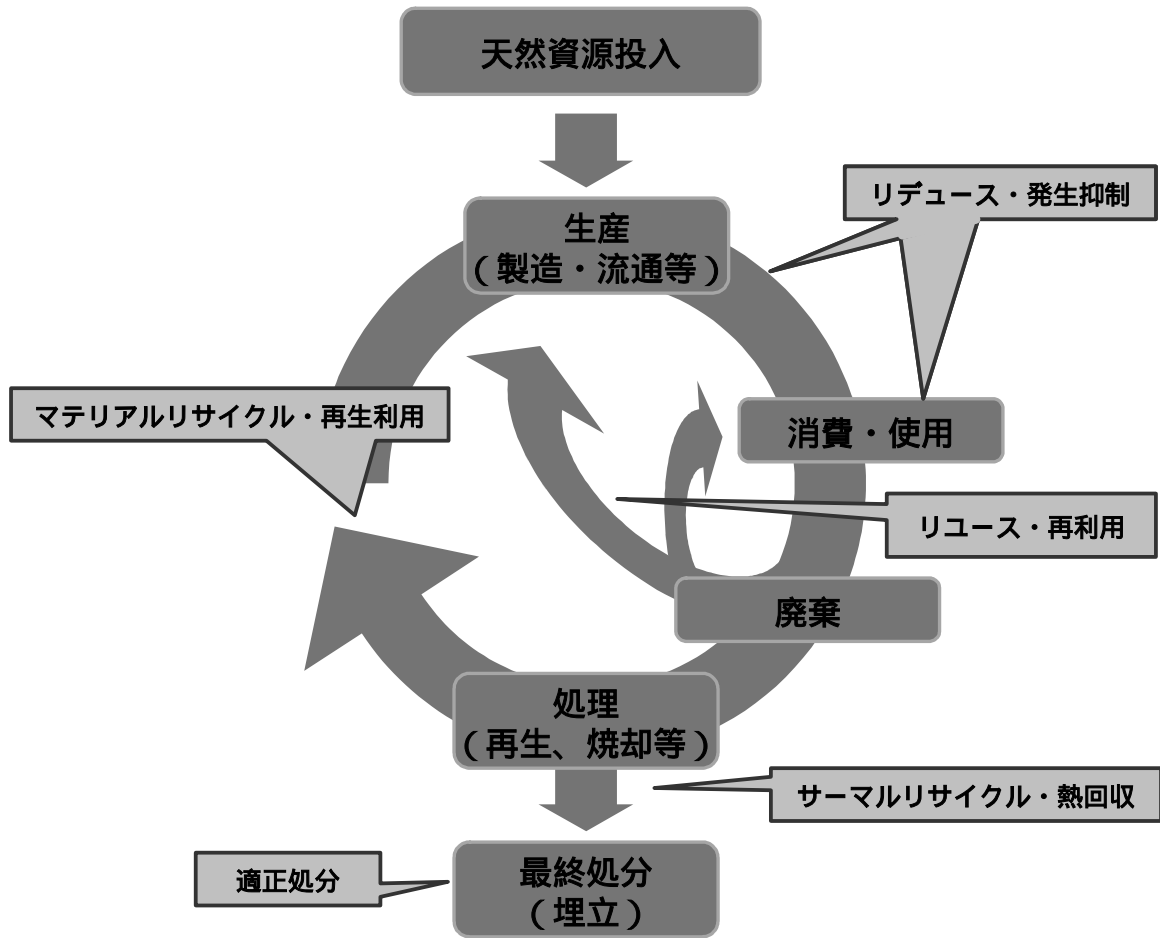 天然資源投入
リデュース・発生抑制
生産
（製造・流通等）
マテリアルリサイクル・再生利用
消費・使用
リユース・再利用
廃棄
処理
（再生、焼却等）
サーマルリサイクル・熱回収
適正処分
最終処分
（埋立）